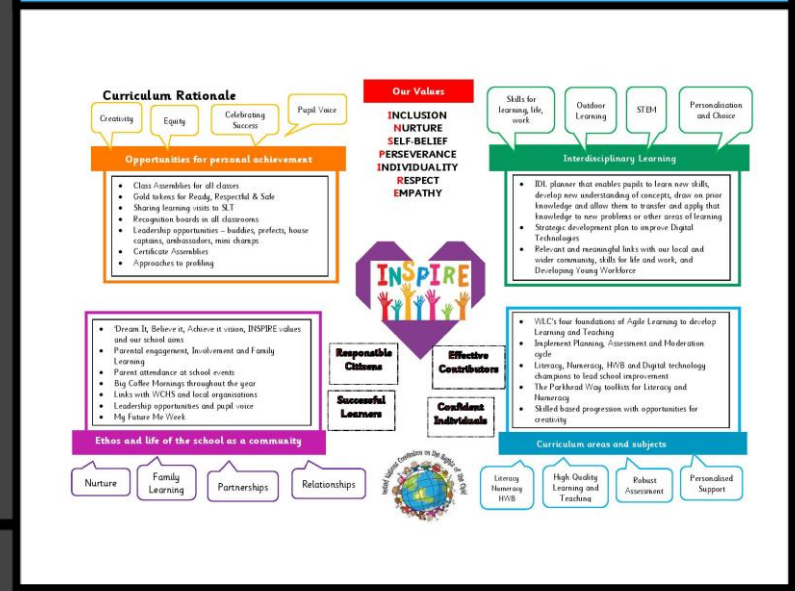 Curriculum Rationale
Creativity
Equity
Celebrating
Success
Pupil Voice
Opportunities for personal achievement
• Class Assemblies for all classes
• Gold tokens for Ready, Respectful & Safe
• Sharing learning visits to SLT
• Recognition boards in all classrooms
• Leadership opportunities – buddies, prefects, house
captains, ambassadors, mini champs
• Certificate Assemblies
• Approaches to profiling
Our Values
INCLUSION
NURTURE
SELF-BELIEF
PERSEVERANCE
INDIVIDUALITY
RESPECT
EMPATHY
Skills for
learning, life,
work
Outdoor
Learning
STEM
Personalisation
and Choice
Interdisciplinary Learning
• IDL planner that enables pupils to learn new skills,
develop new understanding of concepts, draw on prior
knowledge and allow them to transfer and apply that
knowledge to new problems or other areas of learning
• Strategic development plan to improve Digital
Technologies
• Relevant and meaningful links with our local and
wider community, skills for life and work, and
Developing Young Workforce
INSPIRE
• 'Dream It, Believe it, Achieve it vision, INSPIRE values
and our school aims
• Parental engagement, Involvement and Family
Learning
• Parent attendance at school events
• Big Coffee Mornings throughout the year
• Links with WCHS and local organisations
• Leadership opportunities and pupil voice
• My Future Me Week
Ethos and life of the school as a community
Nurture
Family
Learning
Partnerships
Relationships
Responsible
Citizens
Effective
Contributors
Successful
Learners
Confident
Individuals
United Nations Convention on the Rights of the Child
• WLC's four foundations of Agile Learning to develop
Learning and Teaching
• Implement Planning, Assessment and Moderation
cycle
• Literacy, Numeracy, HWB and Digital technology
champions to lead school improvement
• The Parkhead Way toolkits for Literacy and
Numeracy
• Skilled based progression with opportunities for
creativity
Curriculum areas and subjects
Literacy
Numeracy
HWB
High Quality
Learning and
Teaching
Robust
Assessment
Personalised
Support